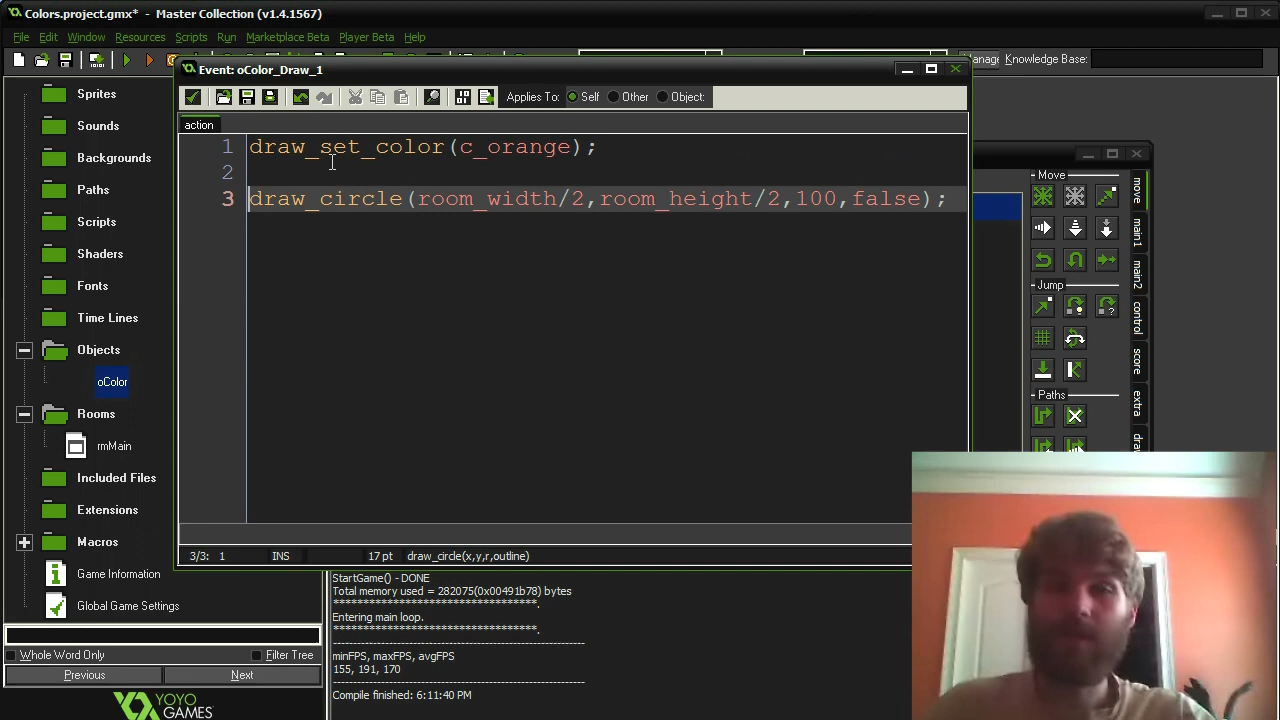 Colors.project.gmx* - Master Collection (v1.4.1567)
File Edit Window Resources Scripts Run Marketplace Beta Player Beta Help
Knowledge Base:
Event: oColor_Draw_1
Applies To: Self Other Object:
action
1 draw_set_color(c_orange);
2
3 draw_circle(room_width/2,room_height/2,100,false);
3/3: 1 INS 17 pt draw_circle(x,y,r,outline)
Sprites
Sounds
Backgrounds
Paths
Scripts
Shaders
Fonts
Time Lines
Objects
oColor
Rooms
rmMain
Included Files
Extensions
Macros
Game Information
Global Game Settings
Whole Word Only Filter Tree
Previous Next
YOYO
GAMES
StartGame() - DONE
Total memory used = 282075(0x00491b78) bytes
**********************************.
Entering main loop.
**********************************.
minFPS, maxFPS, avgFPS
155, 191, 170
Compile finished: 6:11:40 PM
Move
Jump
Paths
move
main1
main2
control
score
extra